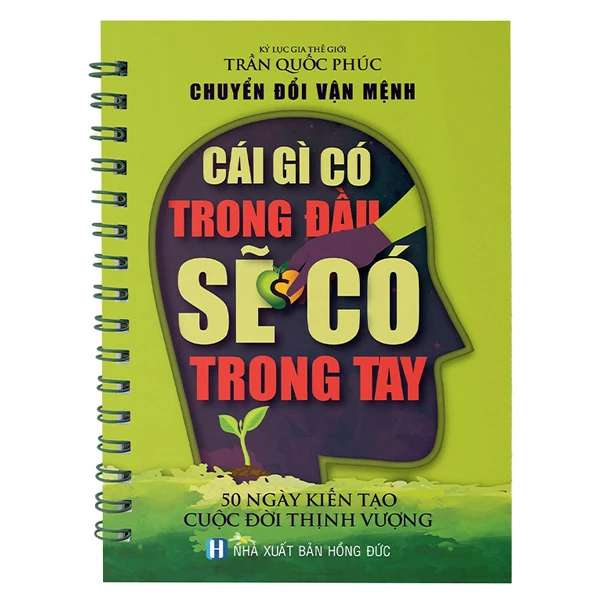 KỶ LỤC GIA THẾ GIỚI
TRẦN QUỐC PHÚC
CHUYỂN ĐỔI VẬN MỆNH
CÁI GÌ CÓ
TRONG ĐẦU
SẼ CÓ
TRONG TAY
50 NGÀY KIẾN TẠO
CUỘC ĐỜI THỊNH VƯỢNG
H NHÀ XUẤT BẢN HỒNG ĐỨC